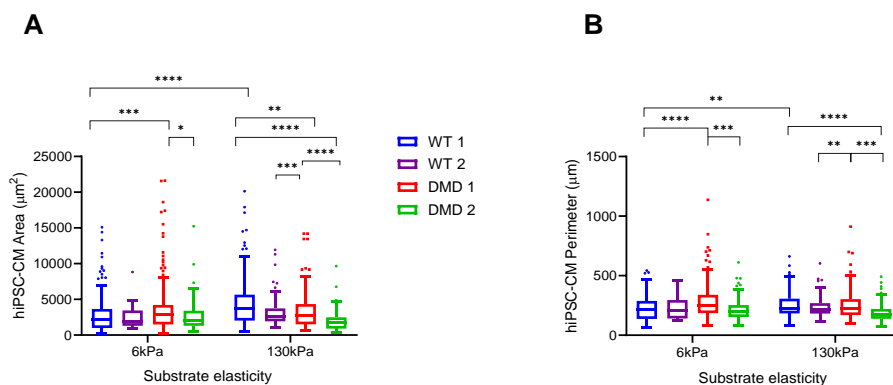 A
B
****
***
*
**
****
****
***
25000
20000
15000
10000
5000
0
hiPSC-CM Area (μm²)
6kPa
130kPa
Substrate elasticity
WT 1
WT 2
DMD 1
DMD 2
**
****
***
****
**
***
1500
1000
500
0
hiPSC-CM Perimeter (μm)
6kPa
130kPa
Substrate elasticity